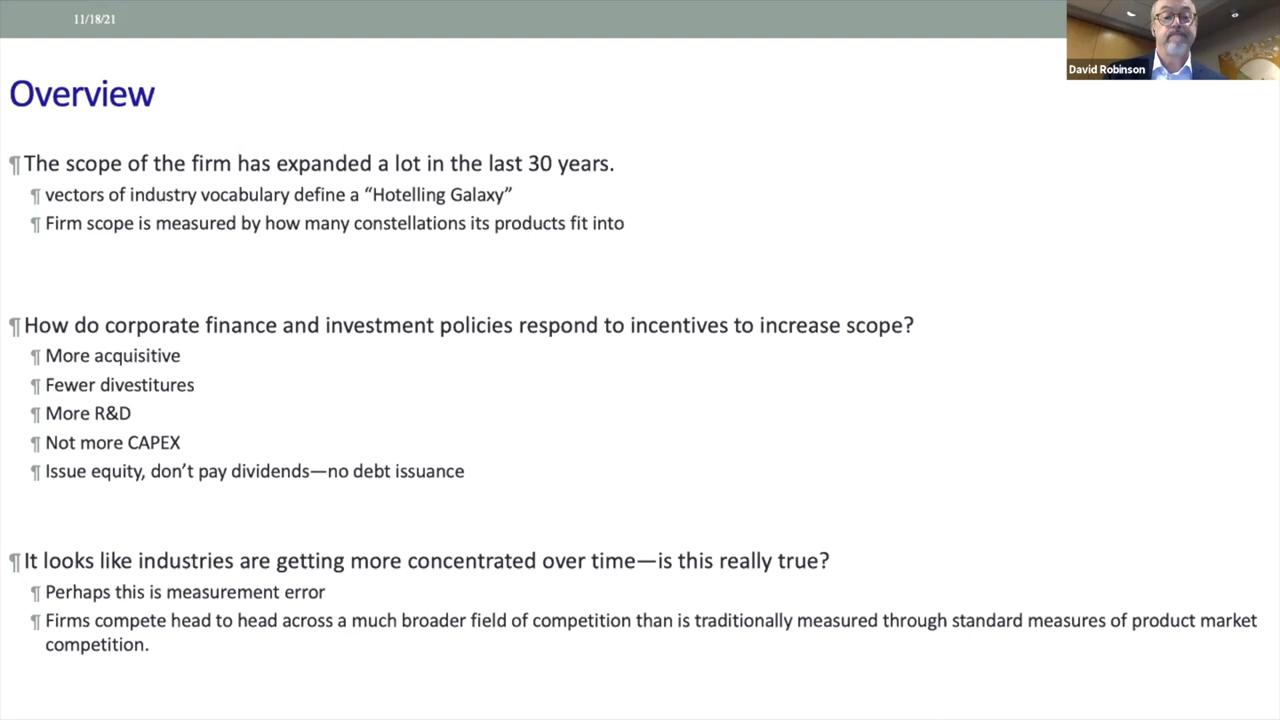 11/18/21
David Robinson
Overview
¶ The scope of the firm has expanded a lot in the last 30 years.
¶ vectors of industry vocabulary define a “Hotelling Galaxy”
¶ Firm scope is measured by how many constellations its products fit into
¶ How do corporate finance and investment policies respond to incentives to increase scope?
¶ More acquisitive
¶ Fewer divestitures
¶ More R&D
¶ Not more CAPEX
¶ Issue equity, don’t pay dividends—no debt issuance
¶ It looks like industries are getting more concentrated over time—is this really true?
¶ Perhaps this is measurement error
¶ Firms compete head to head across a much broader field of competition than is traditionally measured through standard measures of product market
competition.